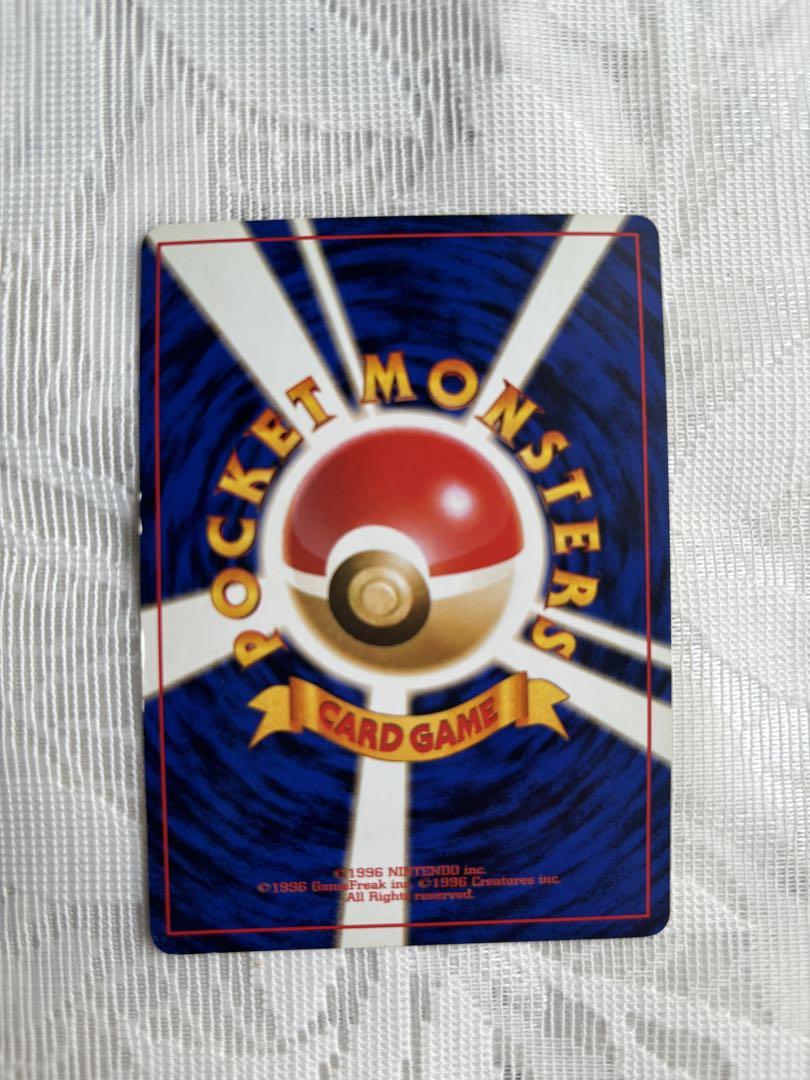 POCKET MONSTERS
CARD GAME
©1996 NINTENDO inc.
©1996 GameFreak inc. ©1996 Creatures inc.
All Rights reserved.